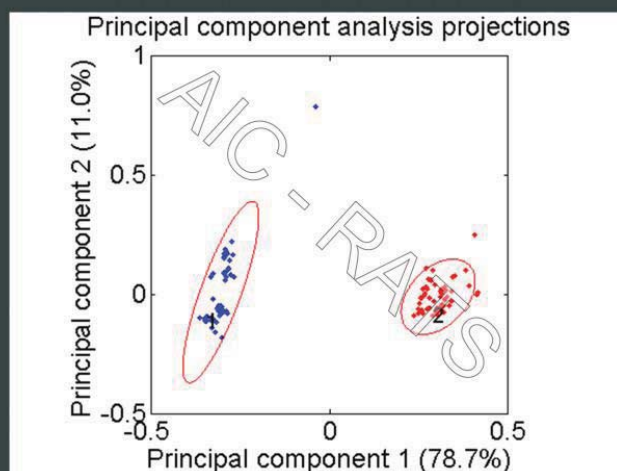 Principal component analysis projections
Principal component 2 (11.0%)
1
0.5
0
-0.5
AIC - RAITS
1
2
-0.5
0
0.5
Principal component 1 (78.7%)